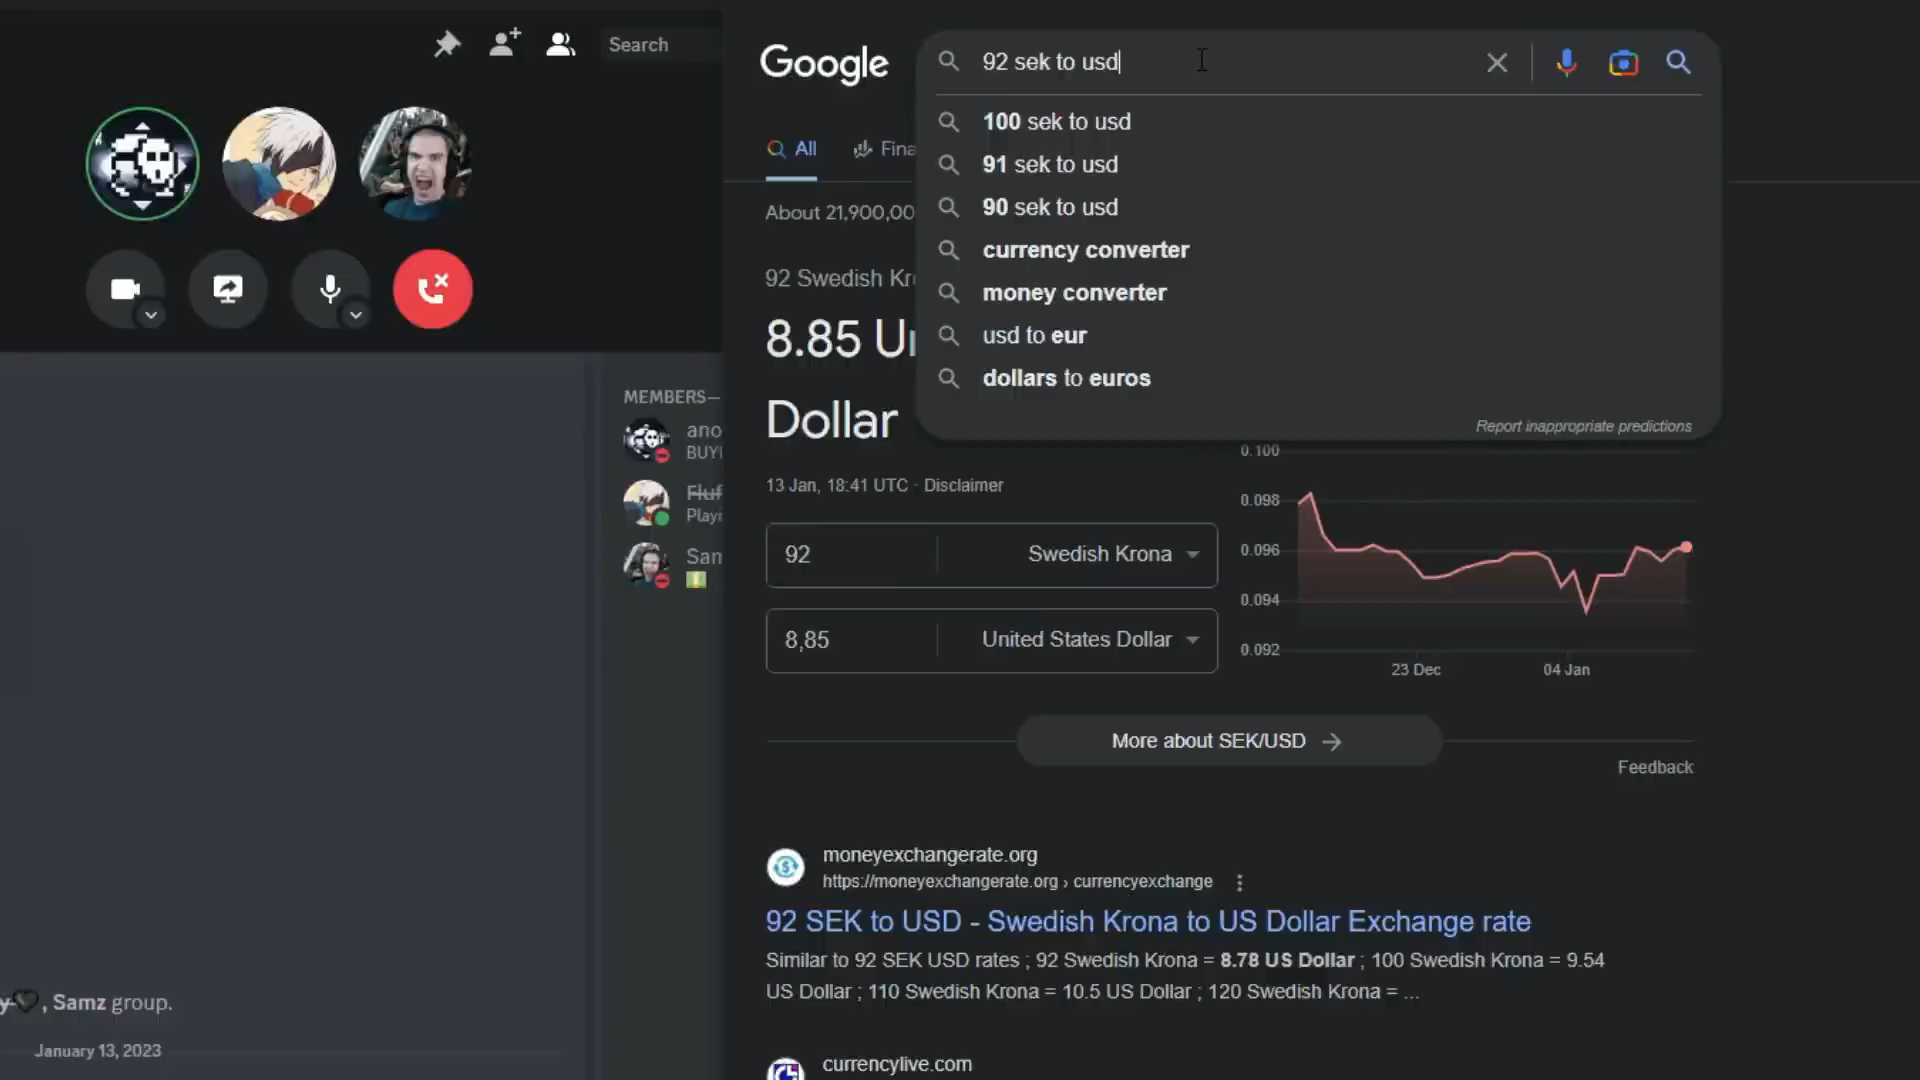 Search
MEMBERS—
ano
BUYI
Fluf
Playi
Sam
y
, Samz group.
January 13, 2023
Google
92 sek to usd
100 sek to usd
91 sek to usd
90 sek to usd
currency converter
money converter
usd to eur
dollars to euros
Report inappropriate predictions
All
Fina
About 21,900,00
92 Swedish Kr
8.85 U
Dollar
13 Jan, 18:41 UTC · Disclaimer
92
Swedish Krona
8,85
United States Dollar
0.100
0.098
0.096
0.094
0.092
23 Dec
04 Jan
More about SEK/USD
Feedback
moneyexchangerate.org
https://moneyexchangerate.org › currencyexchange
92 SEK to USD - Swedish Krona to US Dollar Exchange rate
Similar to 92 SEK USD rates ; 92 Swedish Krona = 8.78 US Dollar ; 100 Swedish Krona = 9.54
US Dollar ; 110 Swedish Krona = 10.5 US Dollar ; 120 Swedish Krona = ...
currencylive.com